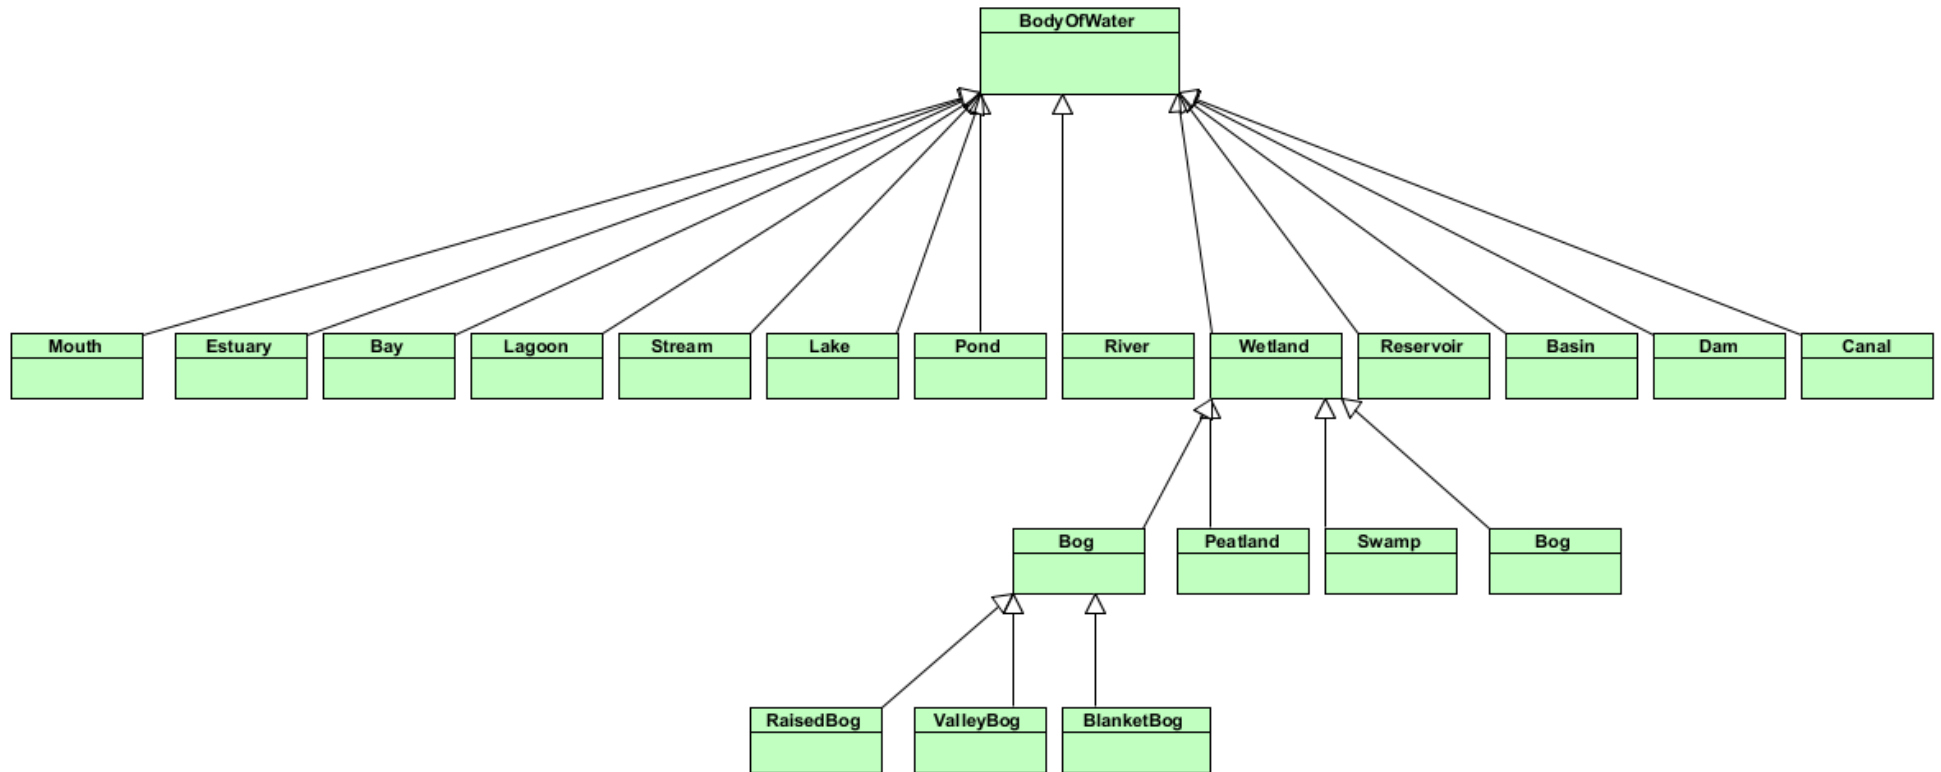 BodyOfWater
Mouth
Estuary
Bay
Lagoon
Stream
Lake
Pond
River
Wetland
Reservoir
Basin
Dam
Canal
Bog
Peatland
Swamp
Bog
RaisedBog
ValleyBog
BlanketBog